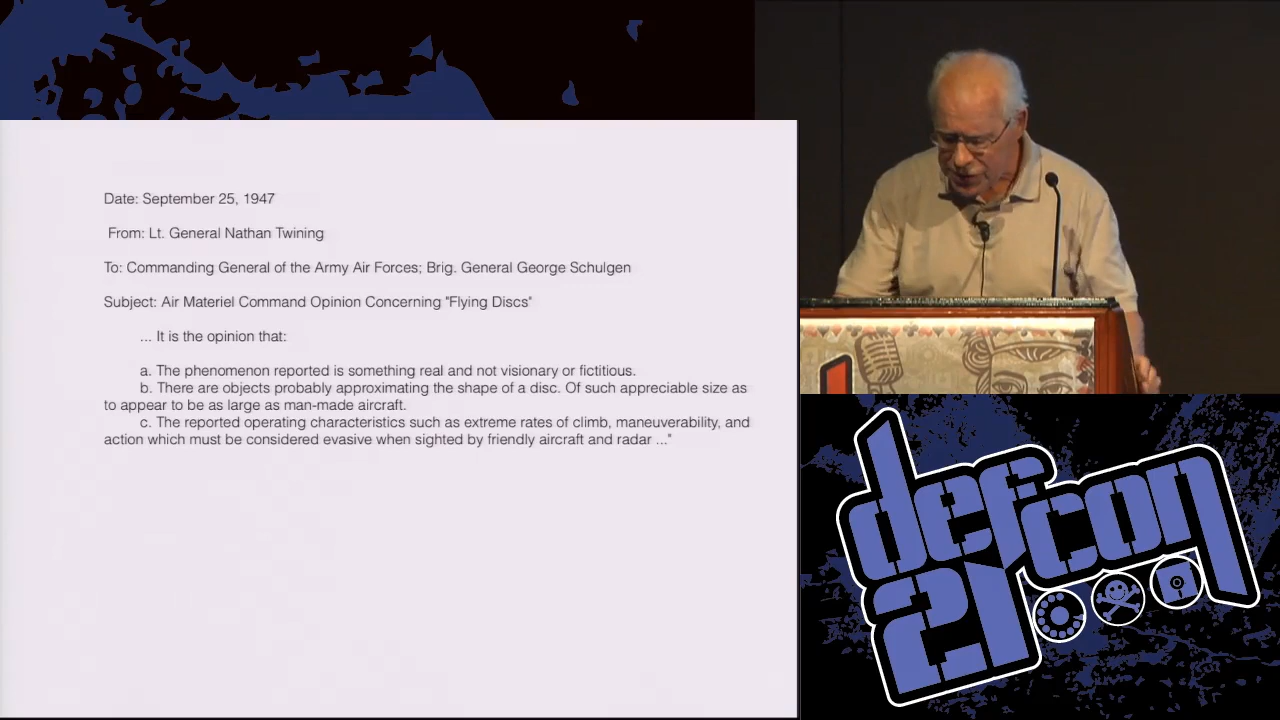 Date: September 25, 1947
From: Lt. General Nathan Twining
To: Commanding General of the Army Air Forces; Brig. General George Schulgen
Subject: Air Materiel Command Opinion Concerning "Flying Discs"
... It is the opinion that:
a. The phenomenon reported is something real and not visionary or fictitious.
b. There are objects probably approximating the shape of a disc. Of such appreciable size as
to appear to be as large as man-made aircraft.
c. The reported operating characteristics such as extreme rates of climb, maneuverability, and
action which must be considered evasive when sighted by friendly aircraft and radar ..."
defcon
21